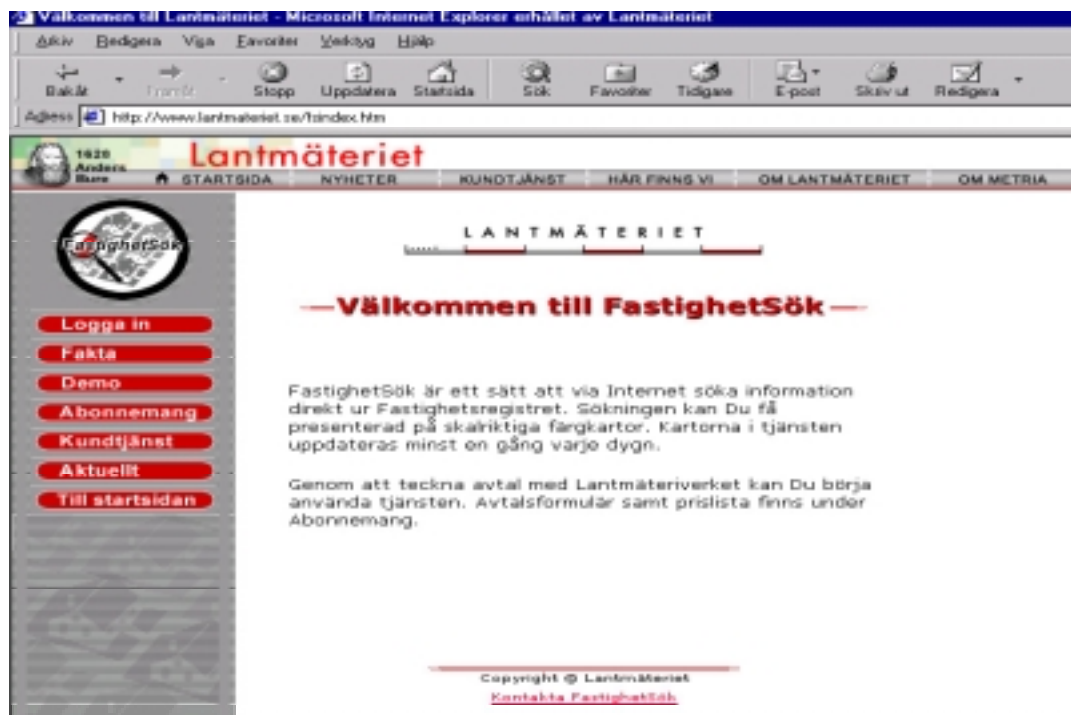 Välkommen till Lantmäteriet - Microsoft Internet Explorer erhållet av Lantmäteriet
Arkiv Redigera Visa Favoriter Verktyg Hjälp
Bakåt Framåt Stopp Uppdatera Startsida Sök Favoriter Tidigare E-post Skriv ut Redigera
Adress http://www.lantmateriet.se/fsindex.htm
1628 Anders Bure
Lantmäteriet
STARTSIDA NYHETER KUNDTJÄNST HÄR FINNS VI OM LANTMÄTERIET OM METRIA
FastighetSök
LANTMÄTERIET
Välkommen till FastighetSök
Logga in
Fakta
Demo
Abonnemang
Kundtjänst
Aktuellt
Till startsidan
FastighetSök är ett sätt att via Internet söka information
direkt ur Fastighetsregistret. Sökningen kan Du få
presenterad på skalriktiga färgkartor. Kartorna i tjänsten
uppdateras minst en gång varje dygn.
Genom att teckna avtal med Lantmäteriverket kan Du börja
använda tjänsten. Avtalsformulär samt prislista finns under
Abonnemang.
Copyright @ Lantmäteriet
Kontakta FastighetSök